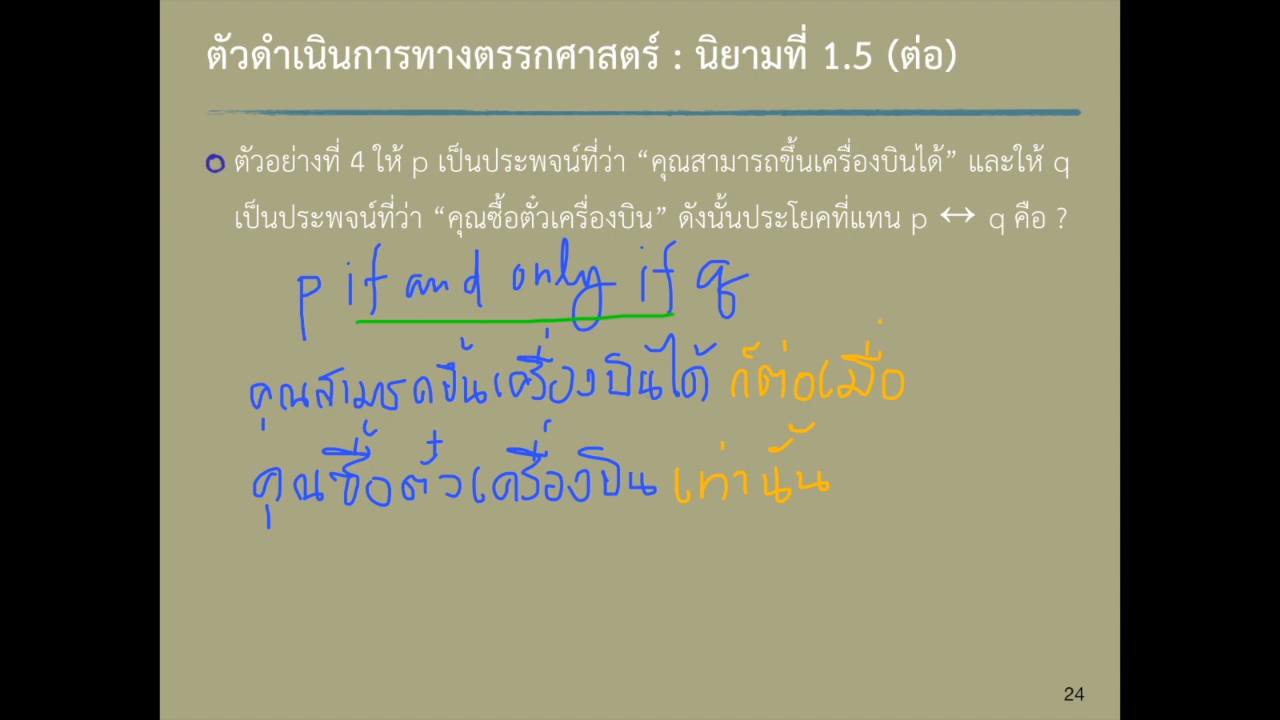 ตัวดำเนินการทางตรรกศาสตร์ : นิยามที่ 1.5 (ต่อ)
ตัวอย่างที่ 4 ให้ p เป็นประพจน์ที่ว่า “คุณสามารถขึ้นเครื่องบินได้” และให้ q
เป็นประพจน์ที่ว่า “คุณซื้อตั๋วเครื่องบิน” ดังนั้นประโยคที่แทน p ↔ q คือ ?
p if and only if q
คุณสามารถขึ้นเครื่องบินได้ ก็ต่อเมื่อ
คุณซื้อตั๋วเครื่องบิน เท่านั้น
24